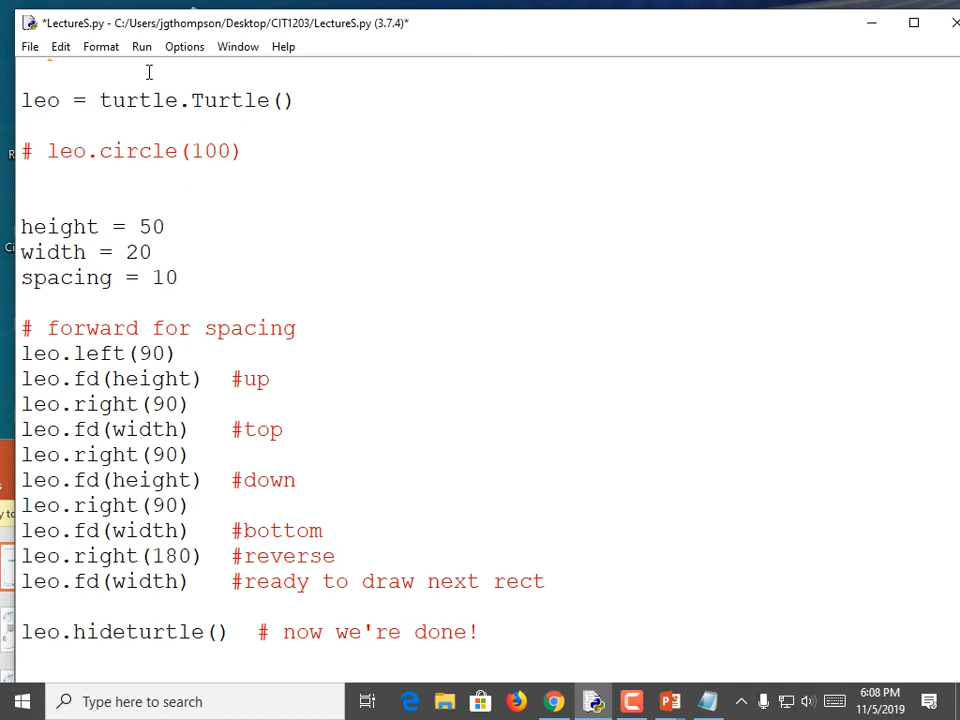 *LectureS.py - C:/Users/jgthompson/Desktop/CIT1203/LectureS.py (3.7.4)*
File Edit Format Run Options Window Help
leo = turtle.Turtle()
# leo.circle(100)
height = 50
width = 20
spacing = 10
# forward for spacing
leo.left(90)
leo.fd(height) #up
leo.right(90)
leo.fd(width) #top
leo.right(90)
leo.fd(height) #down
leo.right(90)
leo.fd(width) #bottom
leo.right(180) #reverse
leo.fd(width) #ready to draw next rect
leo.hideturtle() # now we're done!
Type here to search
6:08 PM
11/5/2019